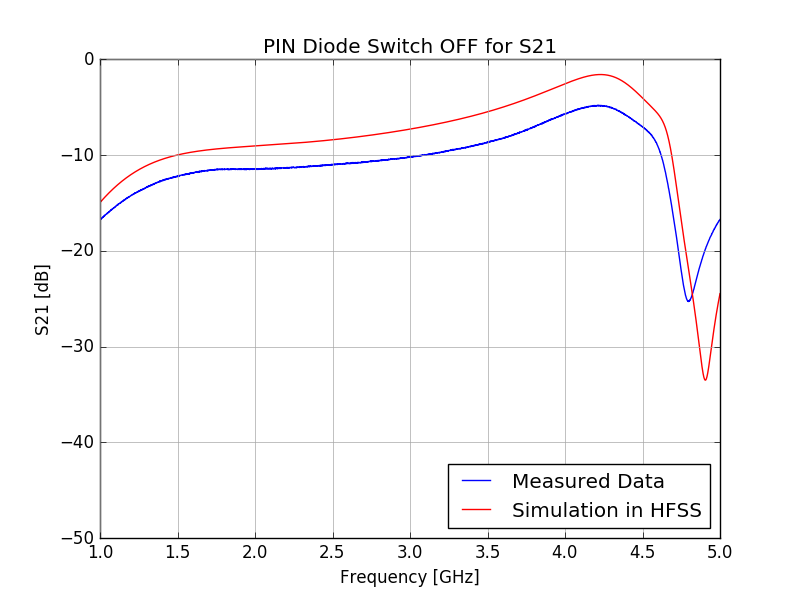 PIN Diode Switch OFF for S21
0
−10
−20
−30
−40
−50
S21 [dB]
1.0 1.5 2.0 2.5 3.0 3.5 4.0 4.5 5.0
Frequency [GHz]
Measured Data
Simulation in HFSS